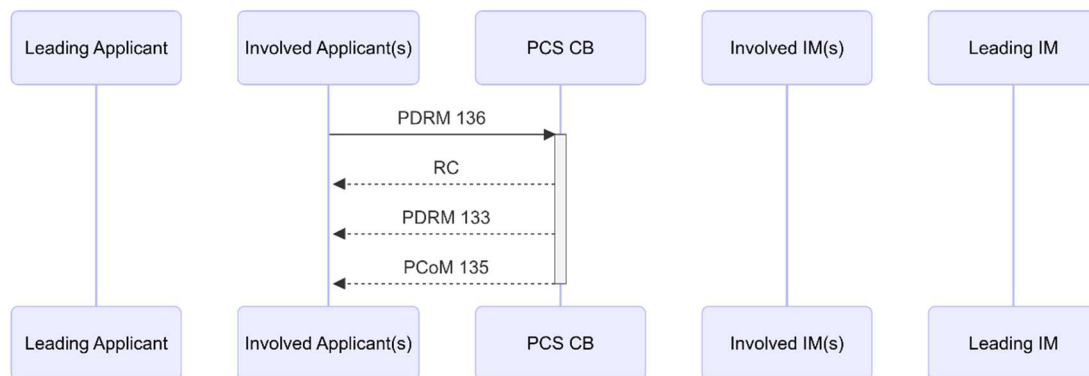 Leading Applicant
Involved Applicant(s)
PCS CB
Involved IM(s)
Leading IM
PDRM 136
RC
PDRM 133
PCoM 135
Leading Applicant
Involved Applicant(s)
PCS CB
Involved IM(s)
Leading IM